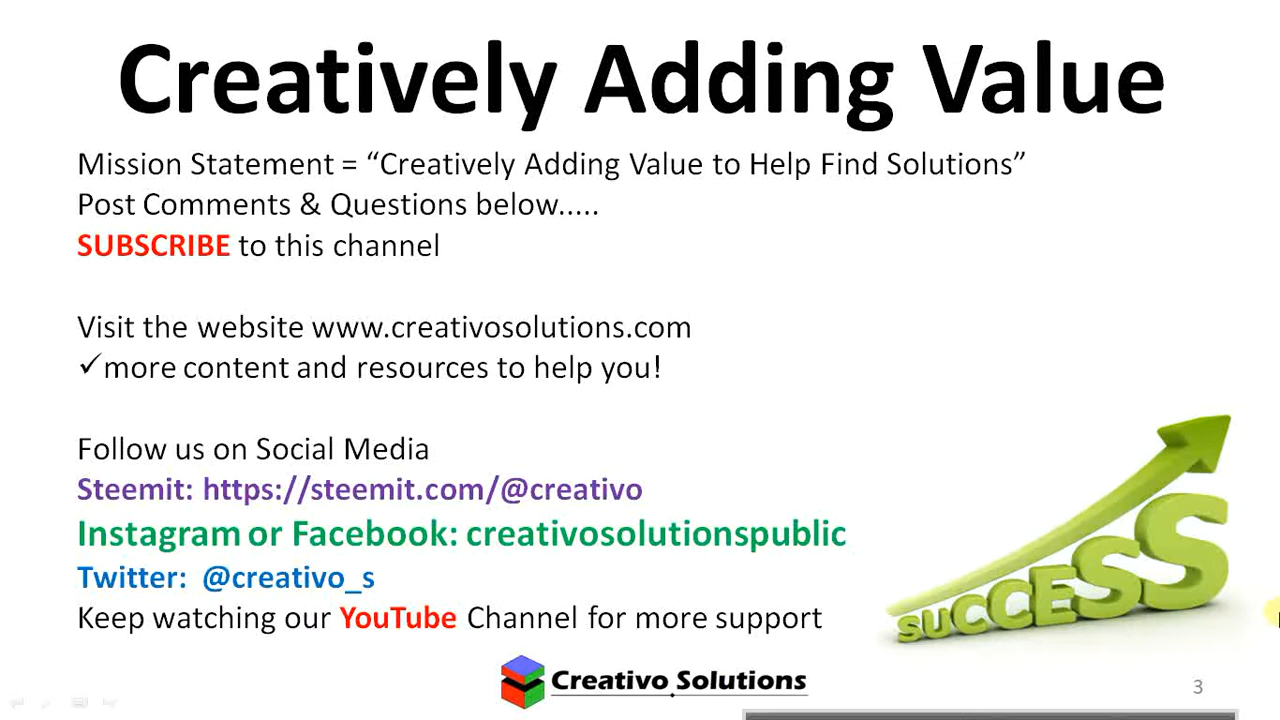 Creatively Adding Value
Mission Statement = “Creatively Adding Value to Help Find Solutions”
Post Comments & Questions below.....
SUBSCRIBE to this channel
Visit the website www.creativosolutions.com
✓more content and resources to help you!
Follow us on Social Media
Steemit: https://steemit.com/@creativo
Instagram or Facebook: creativosolutionspublic
Twitter: @creativo_s
Keep watching our YouTube Channel for more support
SUCCESS
Creativo Solutions
3